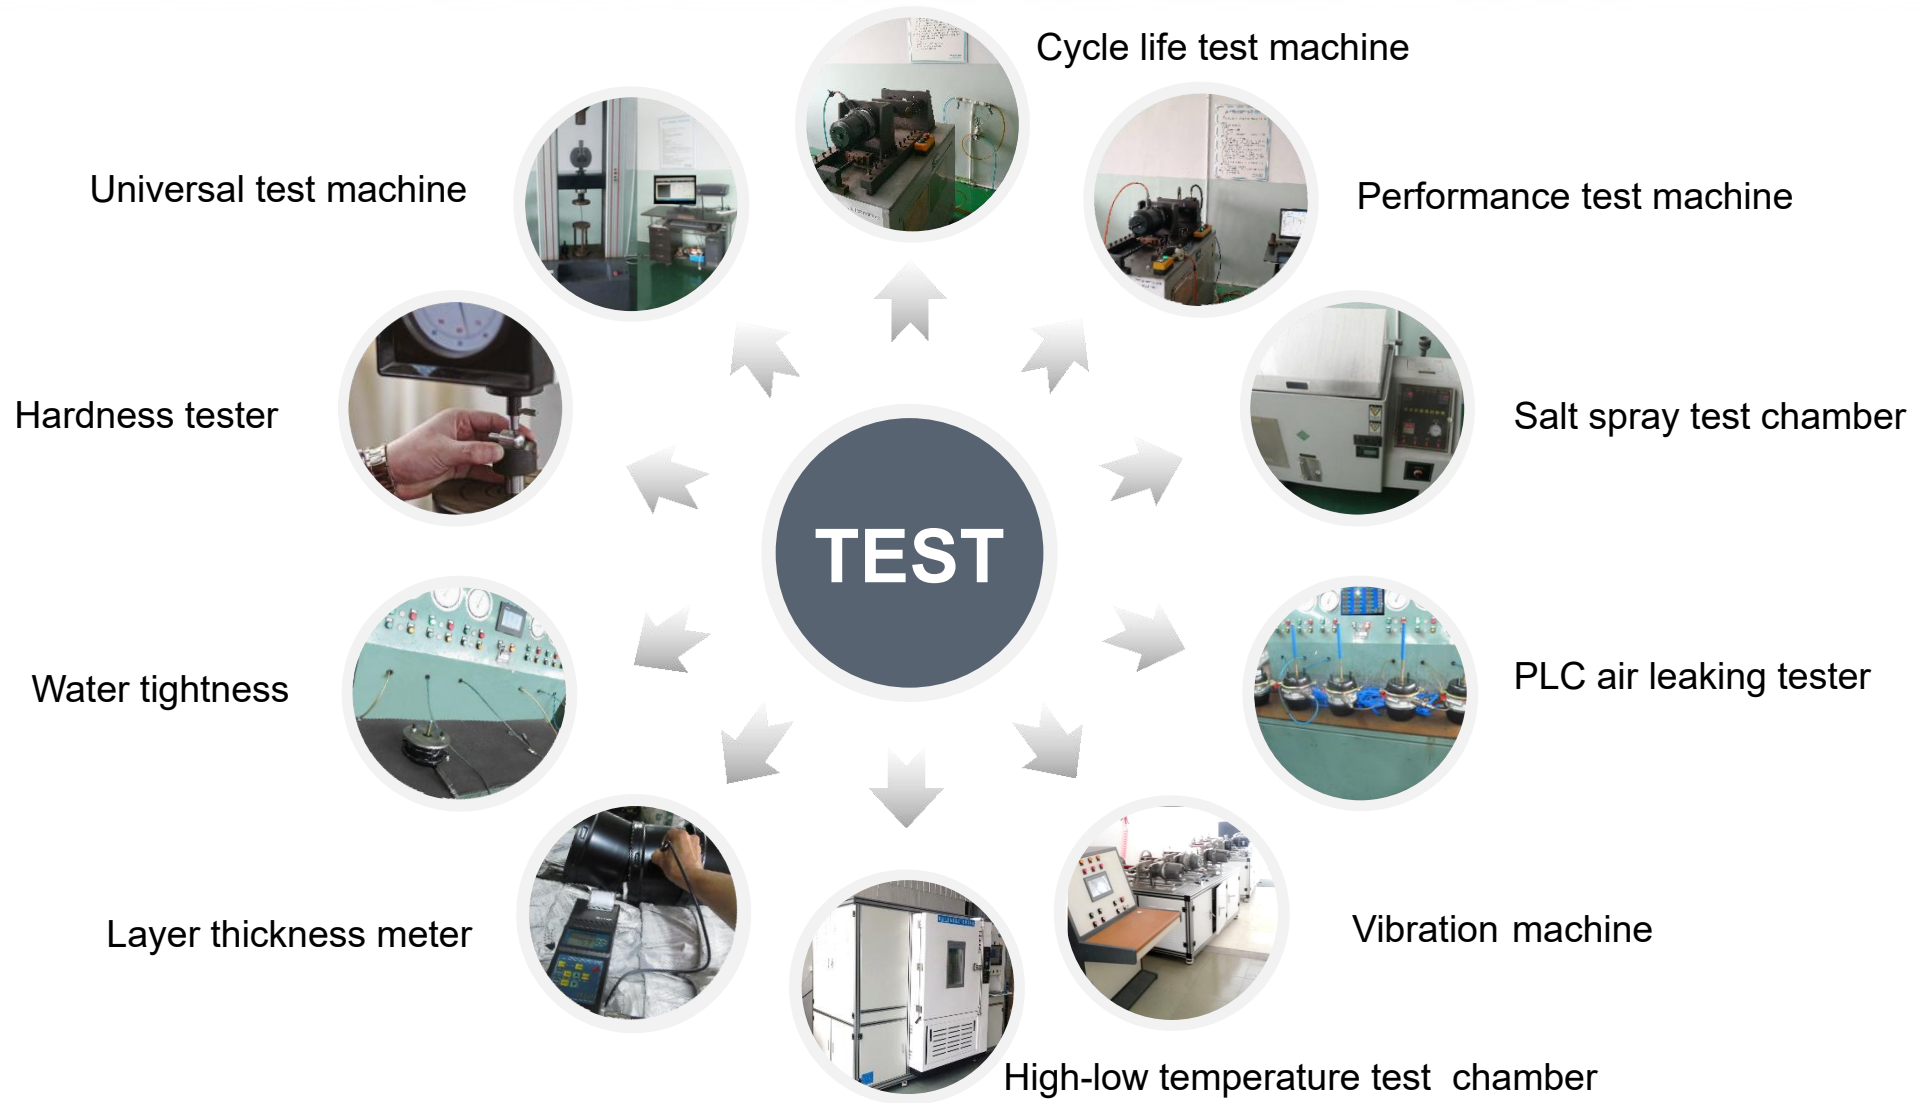 Cycle life test machine
Universal test machine
Performance test machine
Hardness tester
Salt spray test chamber
TEST
Water tightness
PLC air leaking tester
Layer thickness meter
Vibration machine
High-low temperature test  chamber